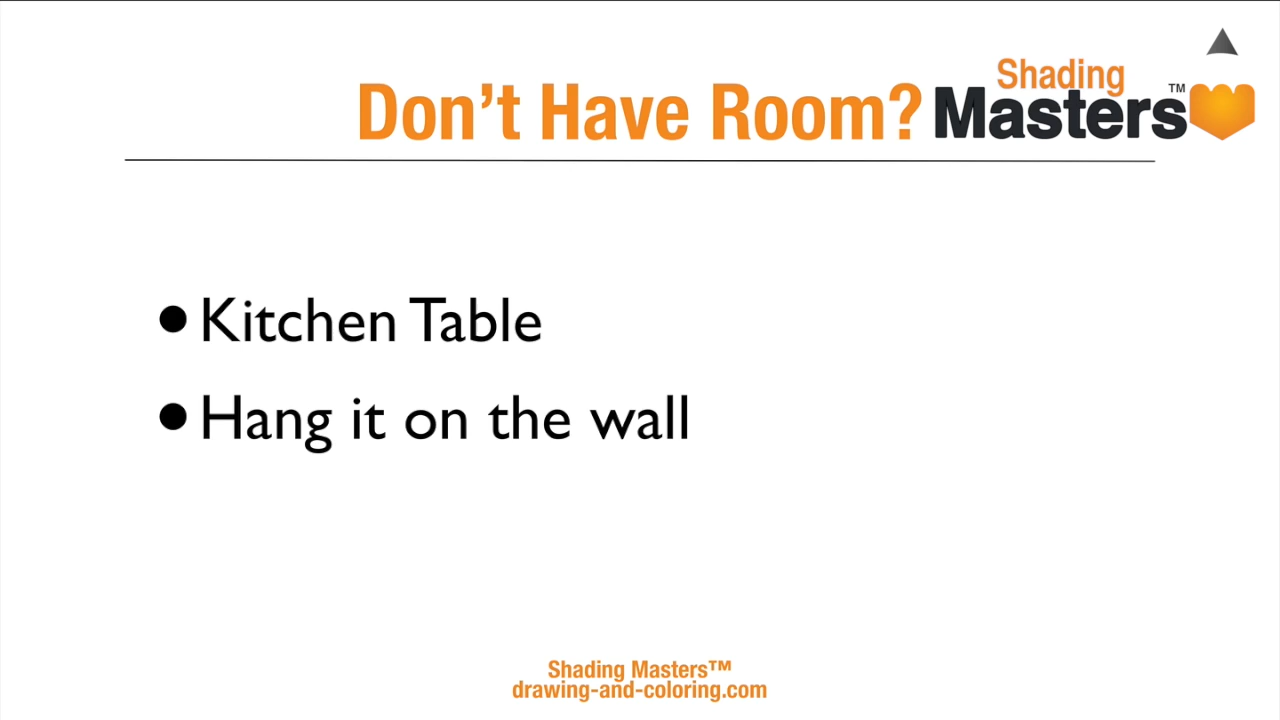 Don't Have Room?
Shading
Masters™
•Kitchen Table
•Hang it on the wall
Shading Masters™
drawing-and-coloring.com